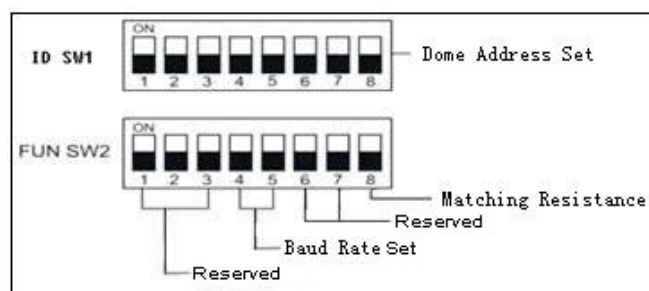 ON
ID SW1
1 2 3 4 5 6 7 8
Dome Address Set
ON
FUN SW2
1 2 3 4 5 6 7 8
Matching Resistance
Reserved
Baud Rate Set
Reserved